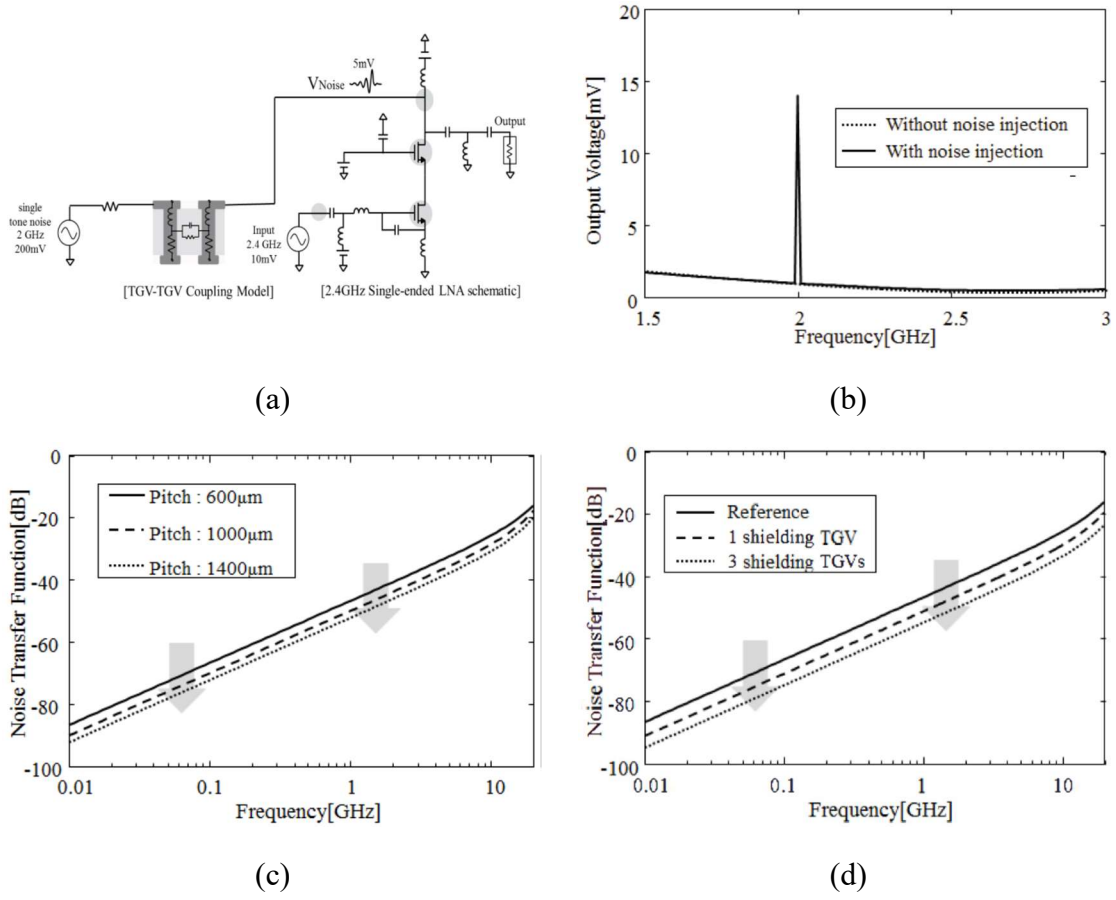 5mV
VNoise
Output
single
tone noise
2 GHz
200mV
Input
2.4 GHz
10mV
[TGV-TGV Coupling Model]
[2.4GHz Single-ended LNA schematic]
(a)
Output Voltage[mV]
20
15
10
5
0
Without noise injection
With noise injection
1.5
2
2.5
3
Frequency[GHz]
(b)
Noise Transfer Function[dB]
0
-20
-40
-60
-80
-100
Pitch : 600μm
Pitch : 1000μm
Pitch : 1400μm
0.01
0.1
1
10
Frequency[GHz]
(c)
Noise Transfer Function[dB]
0
-20
-40
-60
-80
-100
Reference
1 shielding TGV
3 shielding TGVs
0.01
0.1
1
10
Frequency[GHz]
(d)